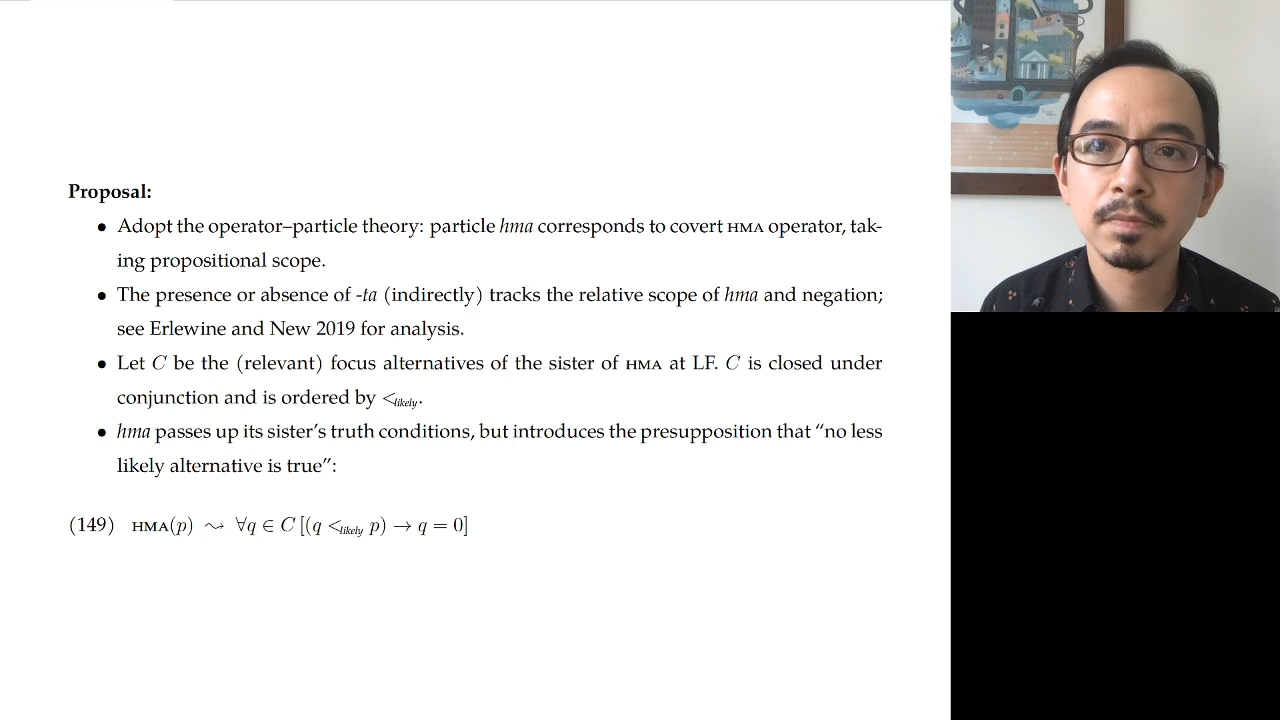 Proposal:
• Adopt the operator–particle theory: particle hma corresponds to covert HMA operator, tak-
ing propositional scope.
• The presence or absence of -ta (indirectly) tracks the relative scope of hma and negation;
see Erlewine and New 2019 for analysis.
• Let C be the (relevant) focus alternatives of the sister of HMA at LF. C is closed under
conjunction and is ordered by <likely.
• hma passes up its sister's truth conditions, but introduces the presupposition that “no less
likely alternative is true”:
(149) HMA(p) ⤳ ∀q ∈ C [(q <likely p) → q = 0]